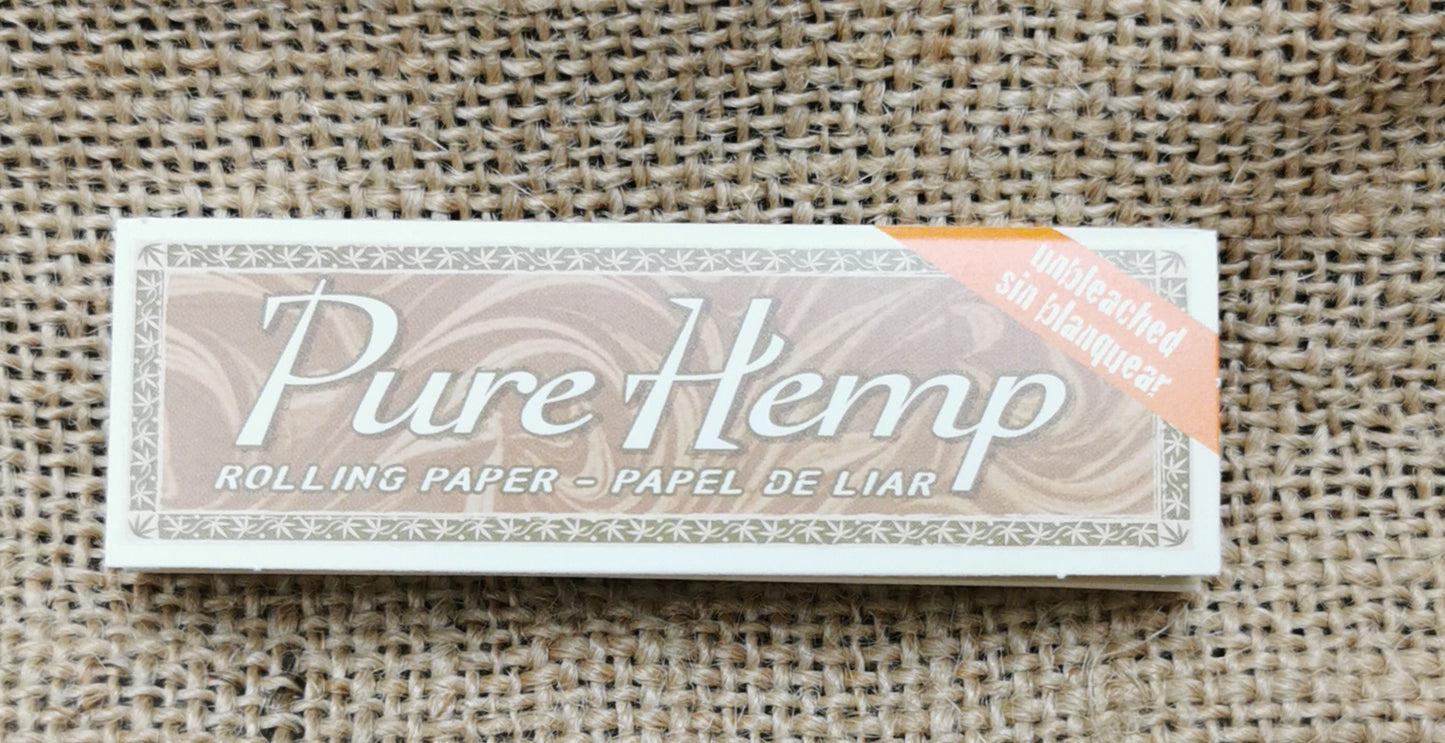 unbleached
sin blanquear
Pure Hemp
ROLLING PAPER - PAPEL DE LIAR